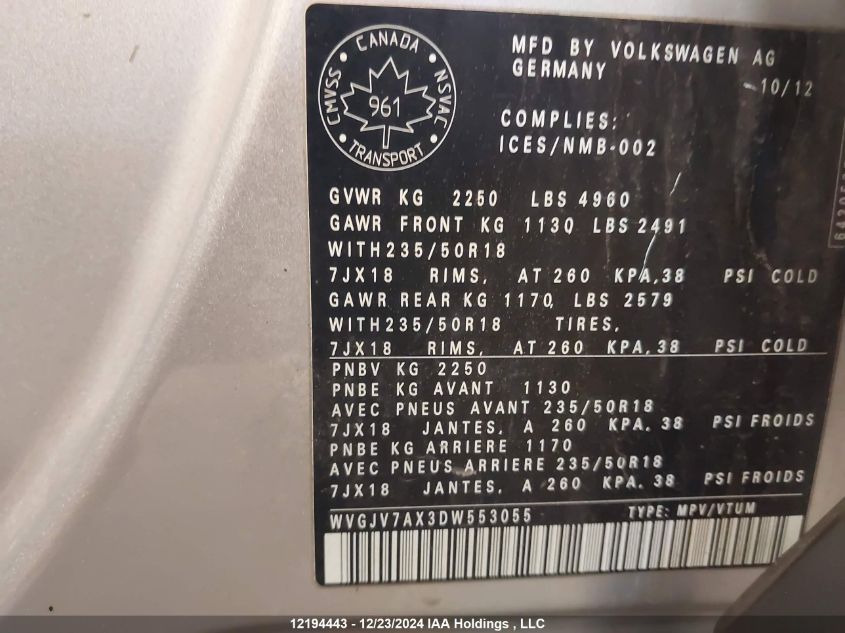 CANADA
CMVSS
NSVAC
961
TRANSPORT
MFD BY VOLKSWAGEN AG
GERMANY
10/12
COMPLIES:
ICES/NMB-002
GVWR KG 2250 LBS 4960
GAWR FRONT KG 1130 LBS 2491
WITH235/50R18
7JX18 RIMS, AT 260 KPA,38 PSI COLD
GAWR REAR KG 1170, LBS 2579
WITH235/50R18 TIRES,
7JX18 RIMS, AT 260 KPA, 38 PSI COLD
PNBV KG 2250
PNBE KG AVANT 1130
AVEC PNEUS AVANT 235/50R18
7JX18 JANTES, A 260 KPA. 38 PSI FROIDS
PNBE KG ARRIERE 1170
AVEC PNEUS ARRIERE 235/50R18
7JX18 JANTES, A 260 KPA. 38 PSI FROIDS
WVGJV7AX3DW553055 TYPE: MPV/VTUM
12194443 - 12/23/2024 IAA Holdings , LLC